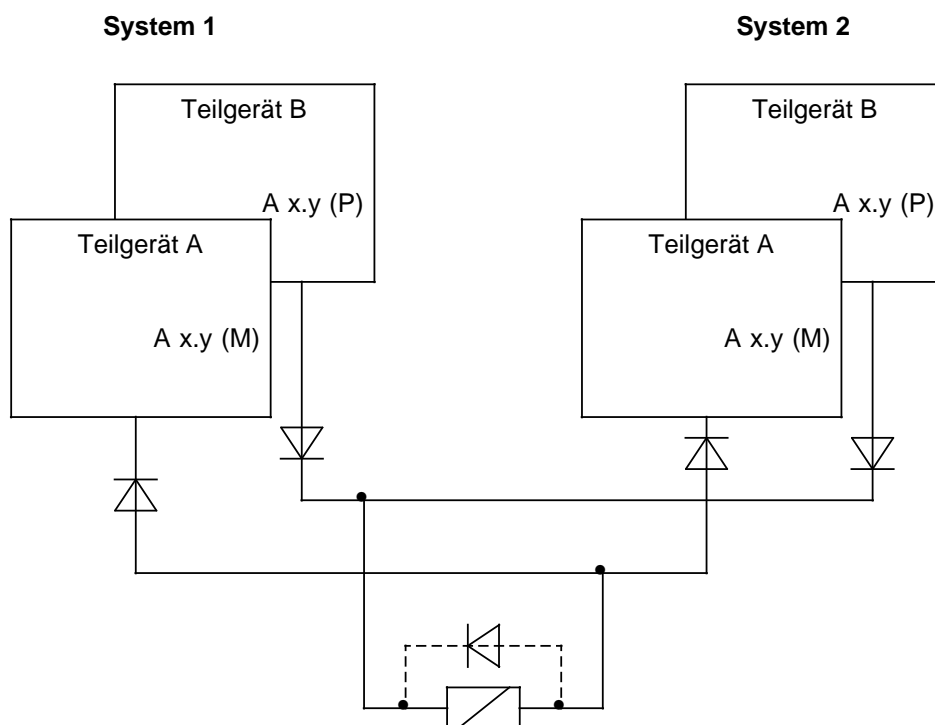 System 1
System 2
Teilgerät B
Teilgerät B
A x.y (P)
A x.y (P)
Teilgerät A
Teilgerät A
A x.y (M)
A x.y (M)